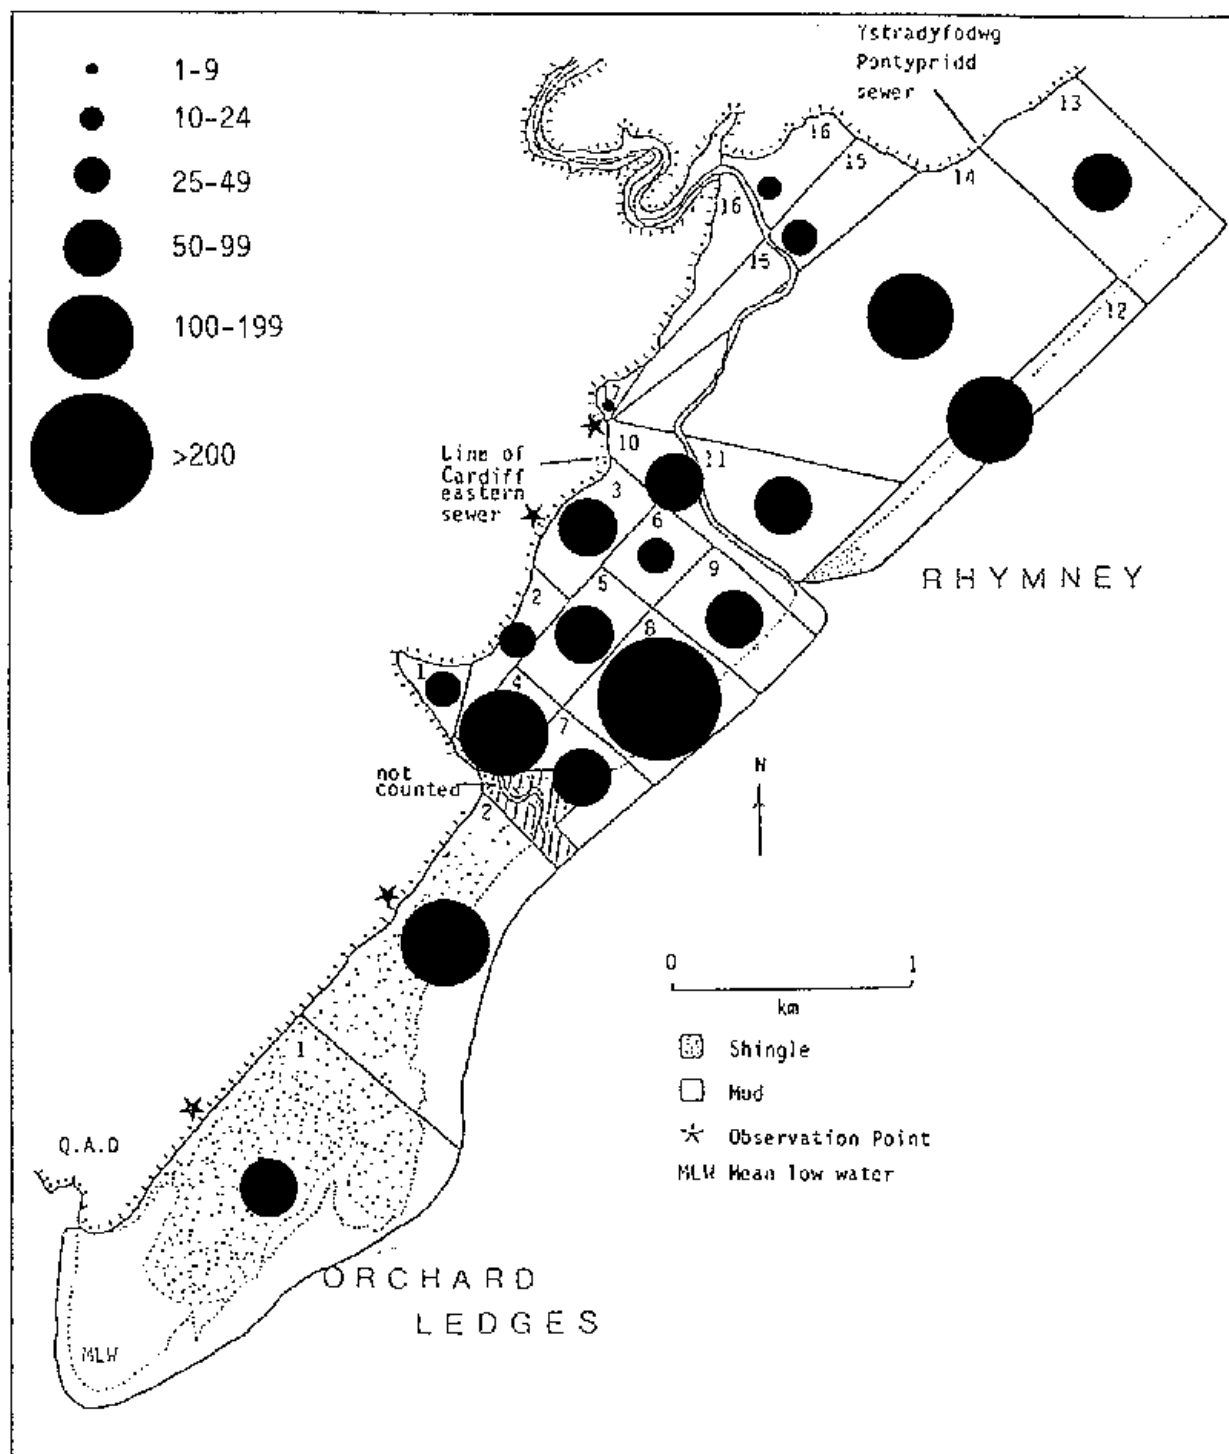 1-9
10-24
25-49
50-99
100-199
>200
Ystradyfodwg
Pontypridd
sewer
13
16
15
14
16
15
12
17
10
11
Line of
Cardiff
eastern
sewer
3
6
9
2
5
8
1
4
7
RHYMNEY
not
counted
2
N
0 1
km
1
Shingle
Mud
Observation Point
MLW Mean low water
Q.A.D
ORCHARD
LEDGES
MLW